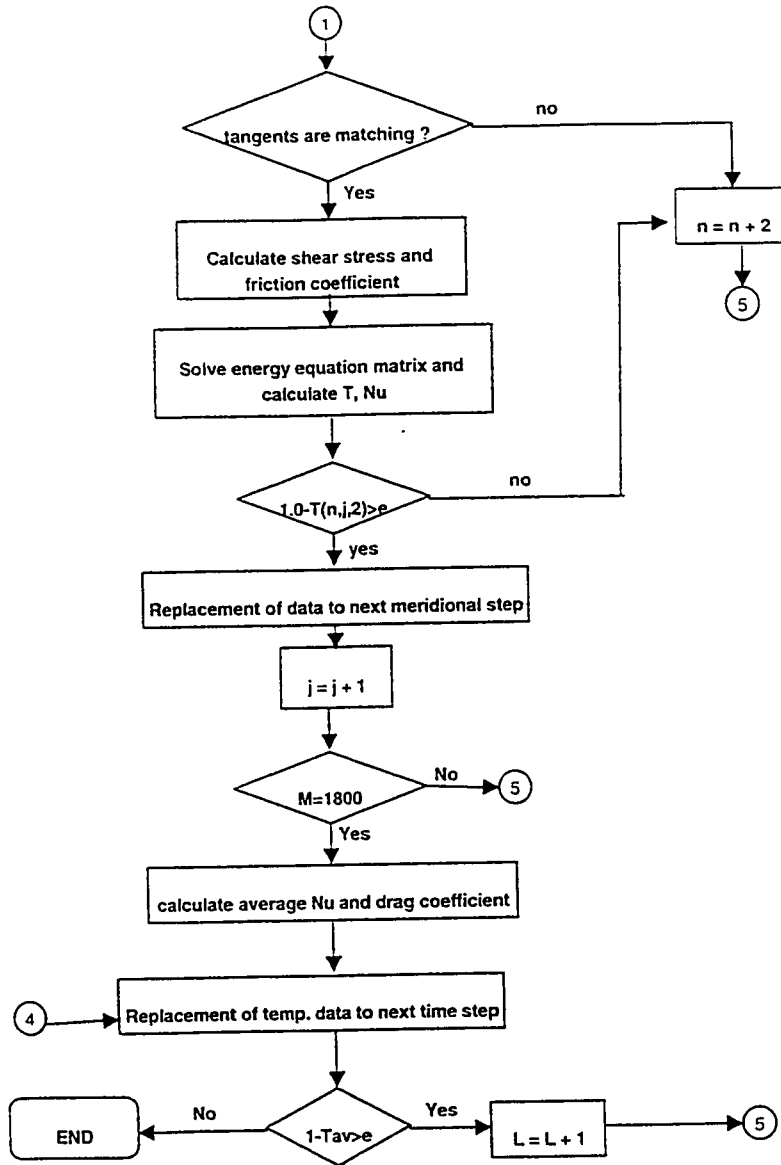 1
tangents are matching ?
no
Yes
n = n + 2
5
Calculate shear stress and
friction coefficient
Solve energy equation matrix and
calculate T, Nu
1.0-T(n,j,2)>e
no
yes
Replacement of data to next meridional step
j = j + 1
M=1800
No
5
Yes
calculate average Nu and drag coefficient
4
Replacement of temp. data to next time step
1-Tav>e
No
END
Yes
L = L + 1
5